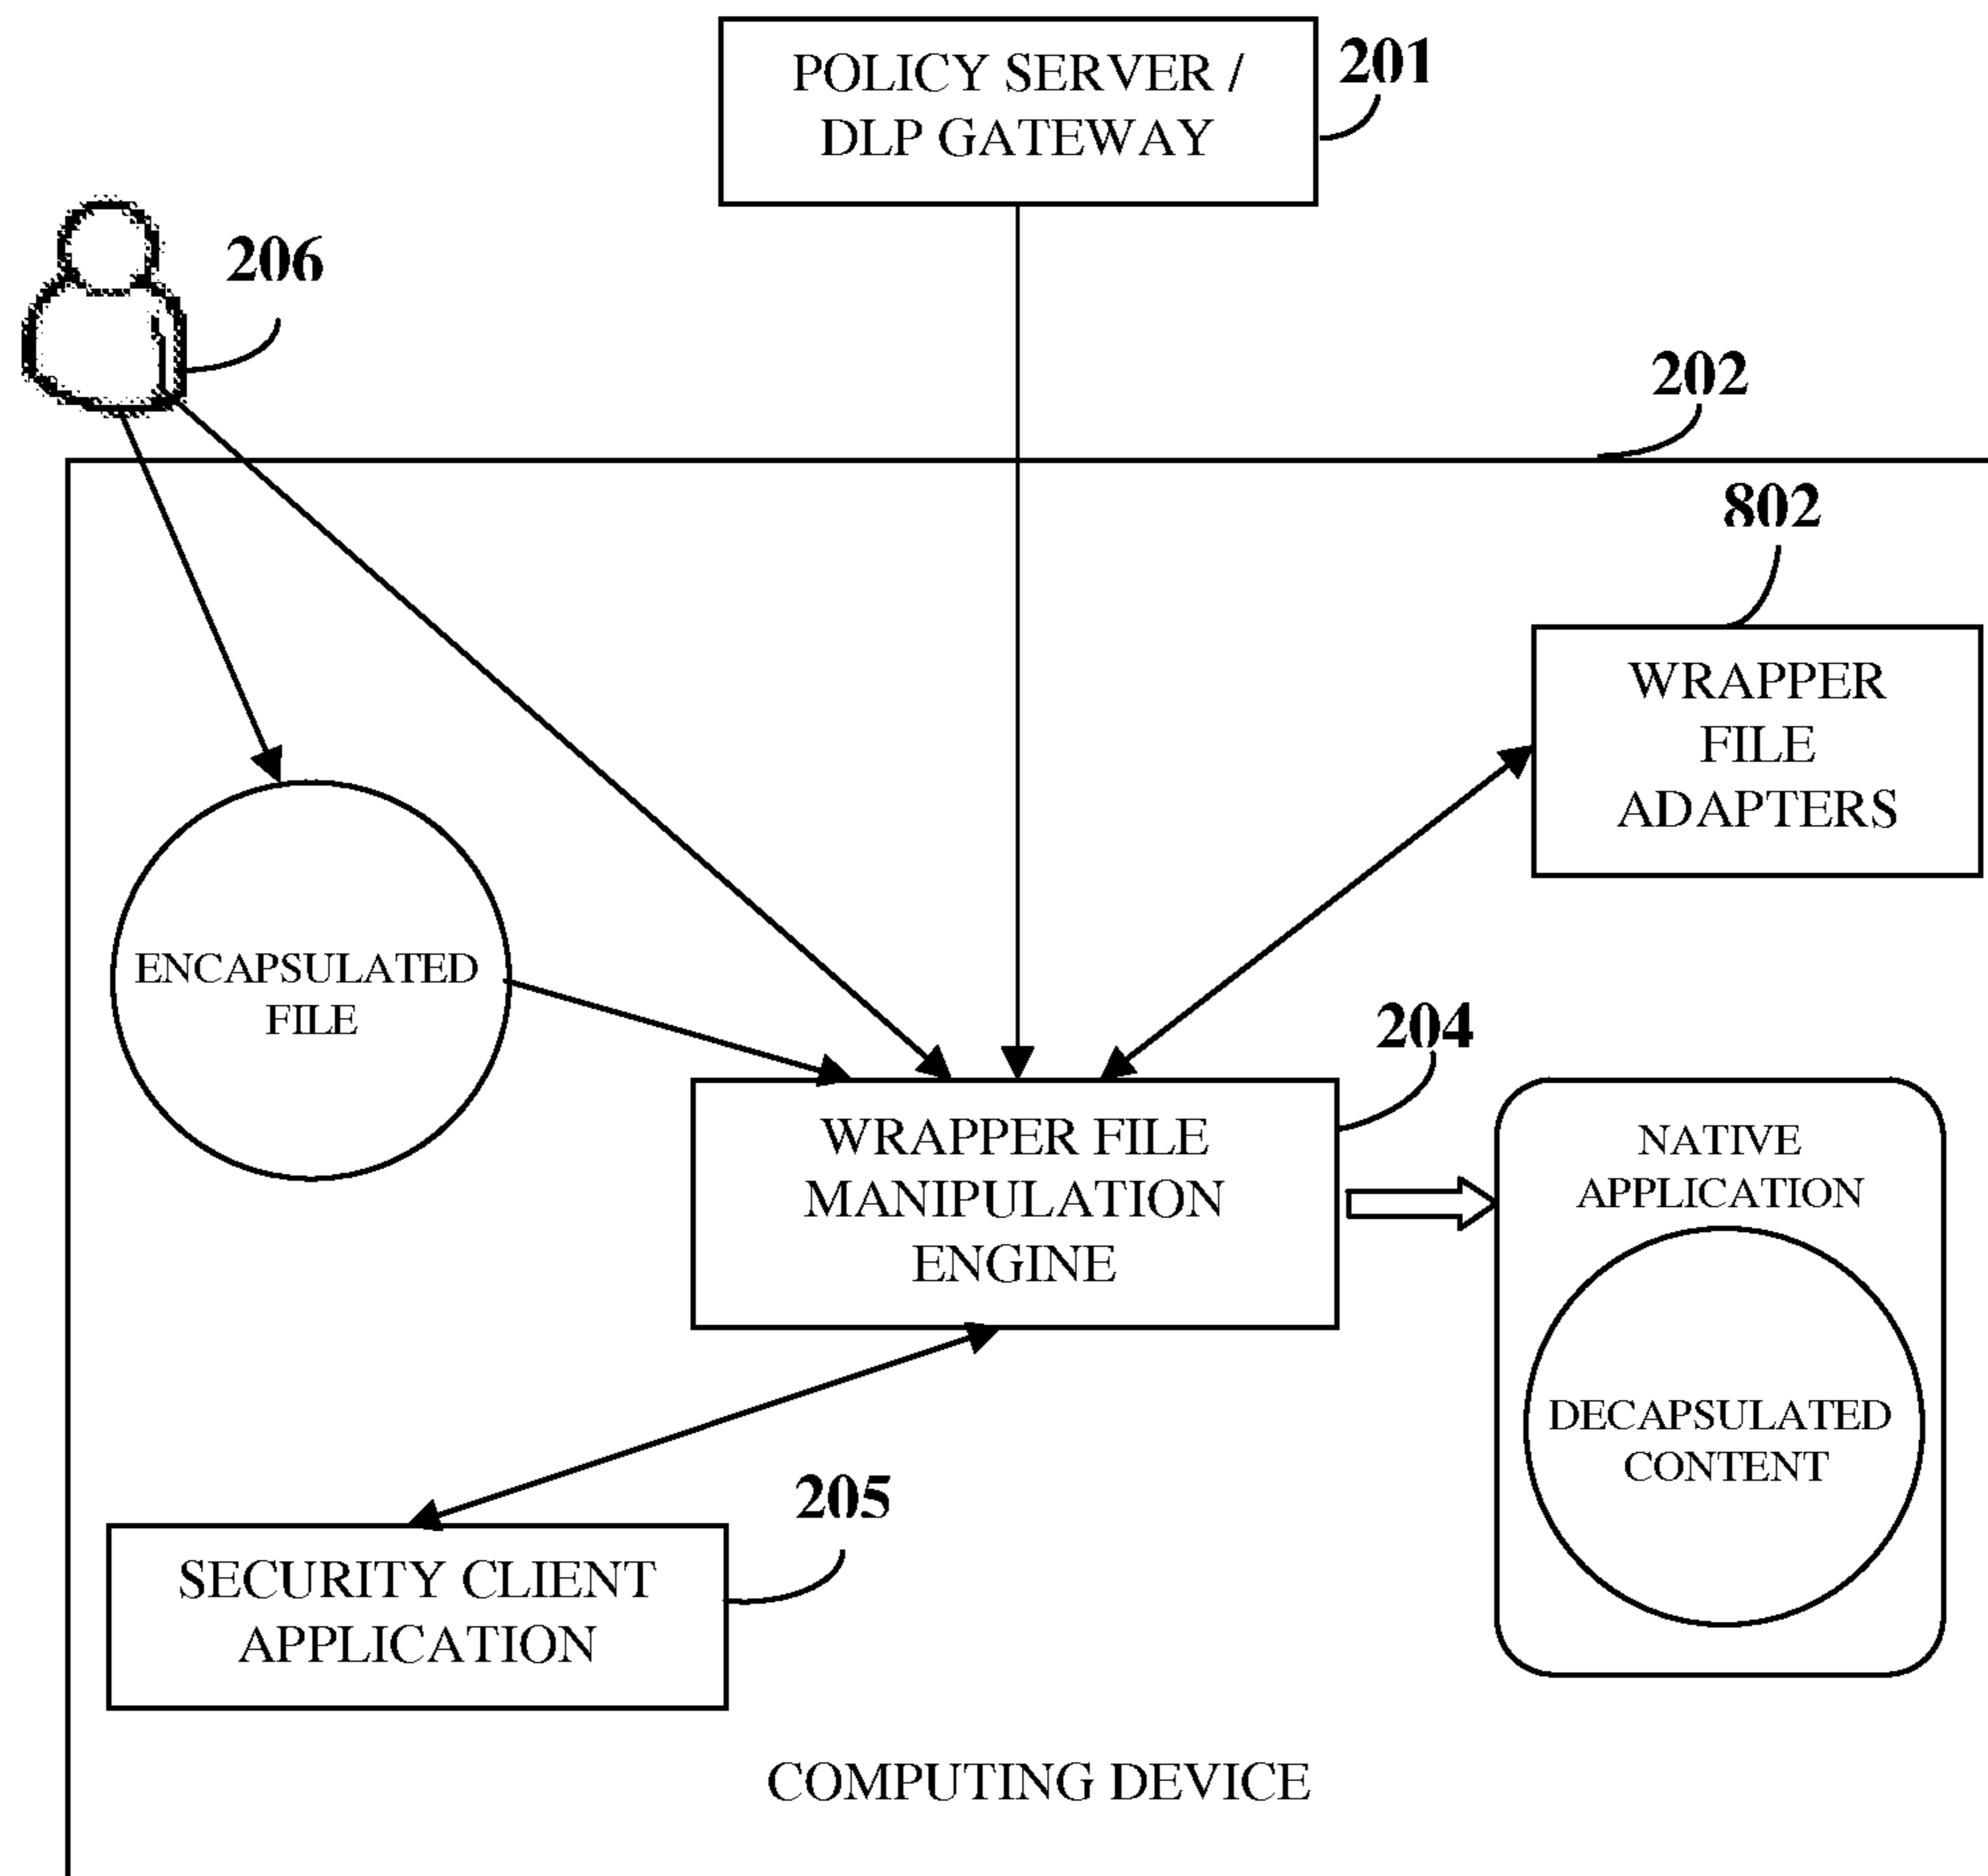 POLICY SERVER /
DLP GATEWAY
201
206
202
802
WRAPPER
FILE
ADAPTERS
ENCAPSULATED
FILE
204
WRAPPER FILE
MANIPULATION
ENGINE
NATIVE
APPLICATION
DECAPSULATED
CONTENT
205
SECURITY CLIENT
APPLICATION
COMPUTING DEVICE